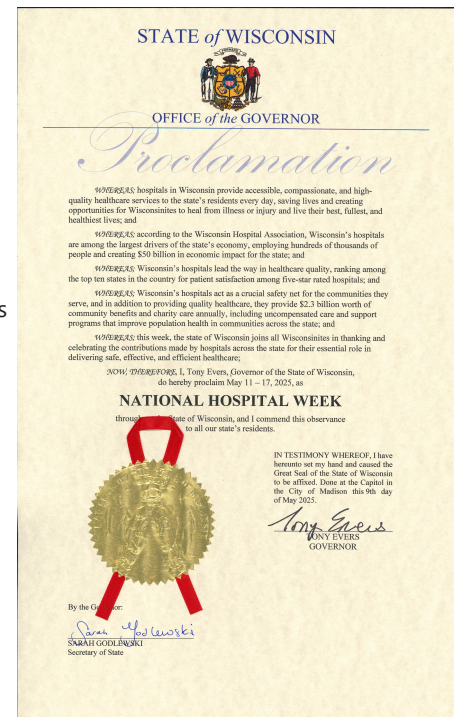 STATE of WISCONSIN
OFFICE of the GOVERNOR
Proclamation
WHEREAS; hospitals in Wisconsin provide accessible, compassionate, and high-
quality healthcare services to the state's residents every day, saving lives and creating
opportunities for Wisconsinites to heal from illness or injury and live their best, fullest, and
healthiest lives; and
WHEREAS; according to the Wisconsin Hospital Association, Wisconsin's hospitals
are among the largest drivers of the state's economy, employing hundreds of thousands of
people and creating $50 billion in economic impact for the state; and
WHEREAS; Wisconsin's hospitals lead the way in healthcare quality, ranking among
the top ten states in the country for patient satisfaction among five-star rated hospitals; and
WHEREAS; Wisconsin's hospitals act as a crucial safety net for the communities they
serve, and in addition to providing quality healthcare, they provide $2.3 billion worth of
community benefits and charity care annually, including uncompensated care and support
programs that improve population health in communities across the state; and
WHEREAS; this week, the state of Wisconsin joins all Wisconsinites in thanking and
celebrating the contributions made by hospitals across the state for their essential role in
delivering safe, effective, and efficient healthcare;
NOW, THEREFORE, I, Tony Evers, Governor of the State of Wisconsin,
do hereby proclaim May 11 – 17, 2025, as
NATIONAL HOSPITAL WEEK
State of Wisconsin, and I commend this observance
to all our state's residents.
IN TESTIMONY WHEREOF, I have
hereunto set my hand and caused the
Great Seal of the State of Wisconsin
to be affixed. Done at the Capitol in
the City of Madison this 9th day
of May 2025.
Tony Evers
TONY EVERS
GOVERNOR
By the
Sarah Godlewski
SARAH GODLEWSKI
Secretary of State
s